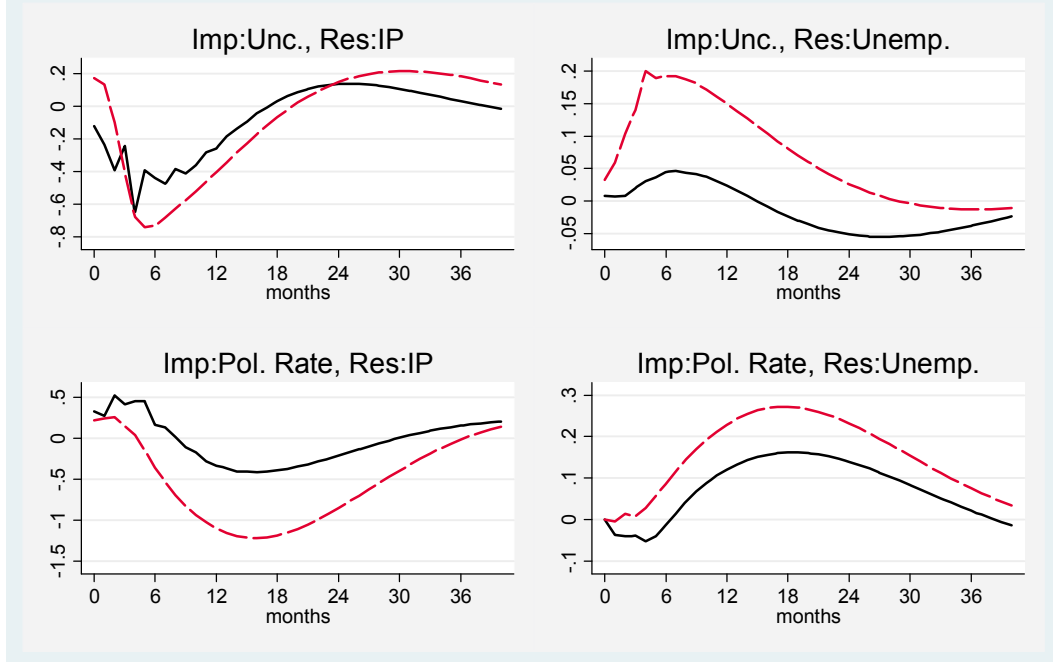 Imp:Unc., Res:IP
.2
0
-.2
-.4
-.6
-.8
0 6 12 18 24 30 36
months
Imp:Unc., Res:Unemp.
.2
.15
.1
.05
0
-.05
0 6 12 18 24 30 36
months
Imp:Pol. Rate, Res:IP
.5
0
-.5
-1
-1.5
0 6 12 18 24 30 36
months
Imp:Pol. Rate, Res:Unemp.
.3
.2
.1
0
-.1
0 6 12 18 24 30 36
months